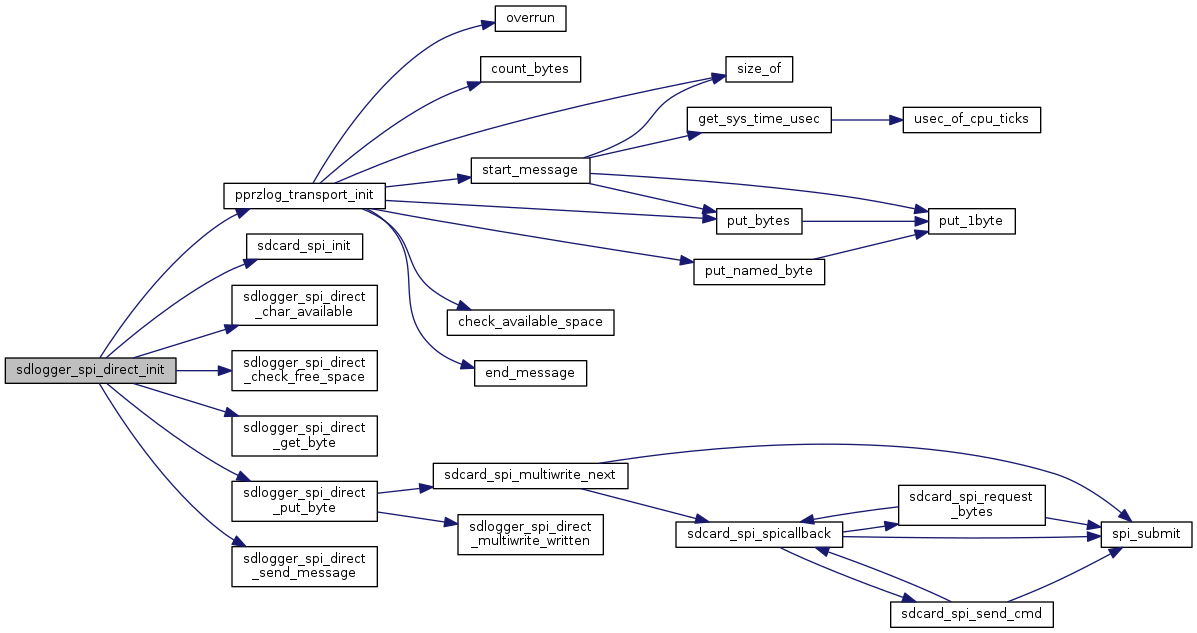 overrun
count_bytes
size_of
get_sys_time_usec
usec_of_cpu_ticks
start_message
pprzlog_transport_init
put_bytes
put_1byte
sdcard_spi_init
put_named_byte
sdlogger_spi_direct
_char_available
check_available_space
sdlogger_spi_direct_init
sdlogger_spi_direct
_check_free_space
end_message
sdlogger_spi_direct
_get_byte
sdcard_spi_multiwrite_next
sdlogger_spi_direct
_put_byte
sdcard_spi_request
_bytes
sdlogger_spi_direct
_multiwrite_written
sdcard_spi_spicallback
spi_submit
sdlogger_spi_direct
_send_message
sdcard_spi_send_cmd